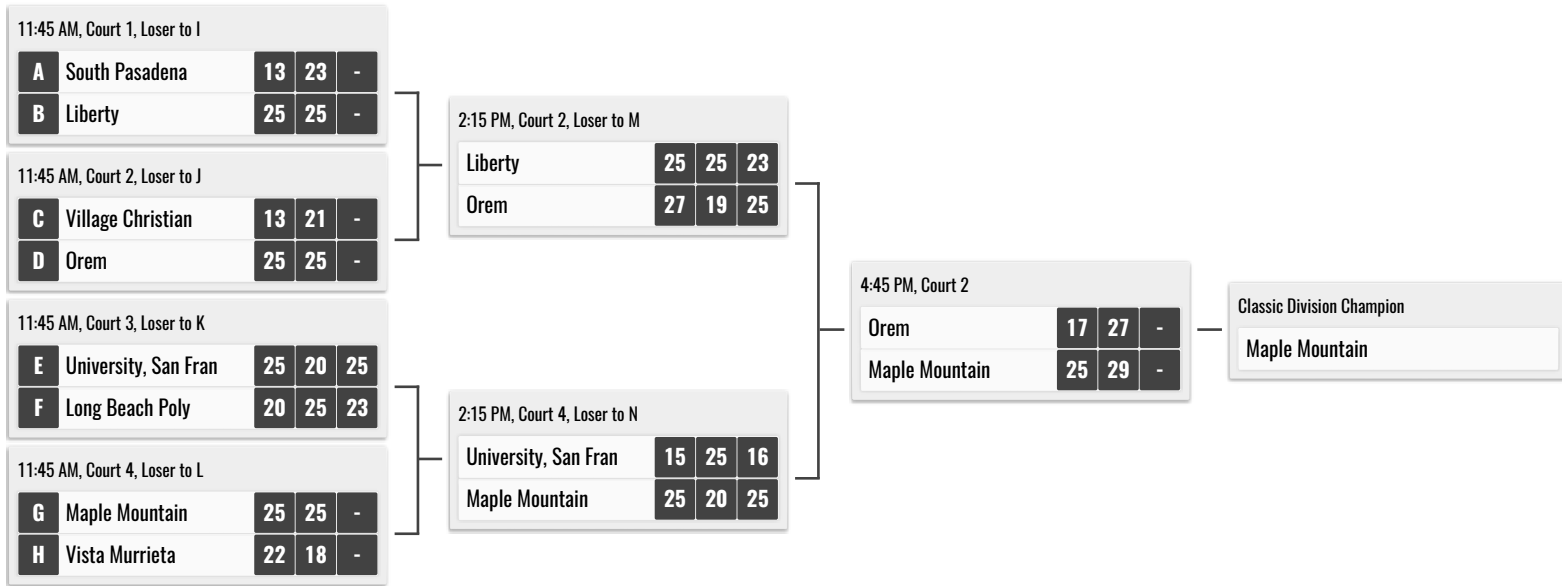 11:45 AM, Court 1, Loser to I
A South Pasadena 13 23 -
B Liberty 25 25 -
11:45 AM, Court 2, Loser to J
C Village Christian 13 21 -
D Orem 25 25 -
11:45 AM, Court 3, Loser to K
E University, San Fran 25 20 25
F Long Beach Poly 20 25 23
11:45 AM, Court 4, Loser to L
G Maple Mountain 25 25 -
H Vista Murrieta 22 18 -
2:15 PM, Court 2, Loser to M
Liberty 25 25 23
Orem 27 19 25
2:15 PM, Court 4, Loser to N
University, San Fran 15 25 16
Maple Mountain 25 20 25
4:45 PM, Court 2
Orem 17 27 -
Maple Mountain 25 29 -
Classic Division Champion
Maple Mountain